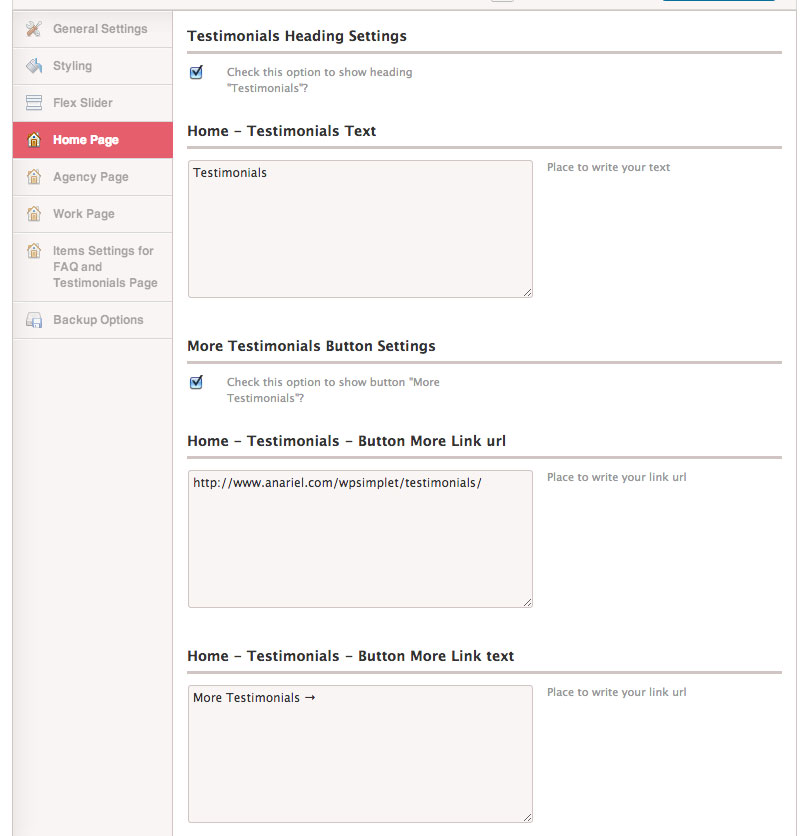 General Settings
Styling
Flex Slider
Home Page
Agency Page
Work Page
Items Settings for
FAQ and
Testimonials Page
Backup Options
Testimonials Heading Settings
Check this option to show heading
"Testimonials"?
Home – Testimonials Text
Testimonials
Place to write your text
More Testimonials Button Settings
Check this option to show button "More
Testimonials"?
Home – Testimonials – Button More Link url
http://www.anariel.com/wpsimplet/testimonials/
Place to write your link url
Home – Testimonials – Button More Link text
More Testimonials →
Place to write your link url